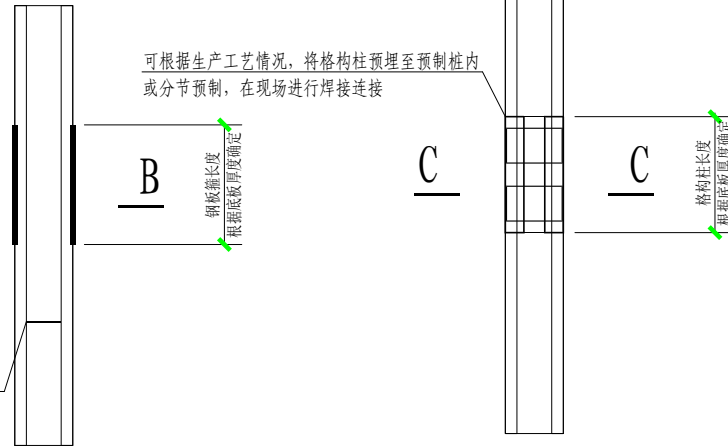 可根据生产工艺情况，将格构柱预埋至预制桩内
或分节预制，在现场进行焊接连接
B
钢板箍长度
根据底板厚度确定
C
C
格构柱长度
根据底板厚度确定